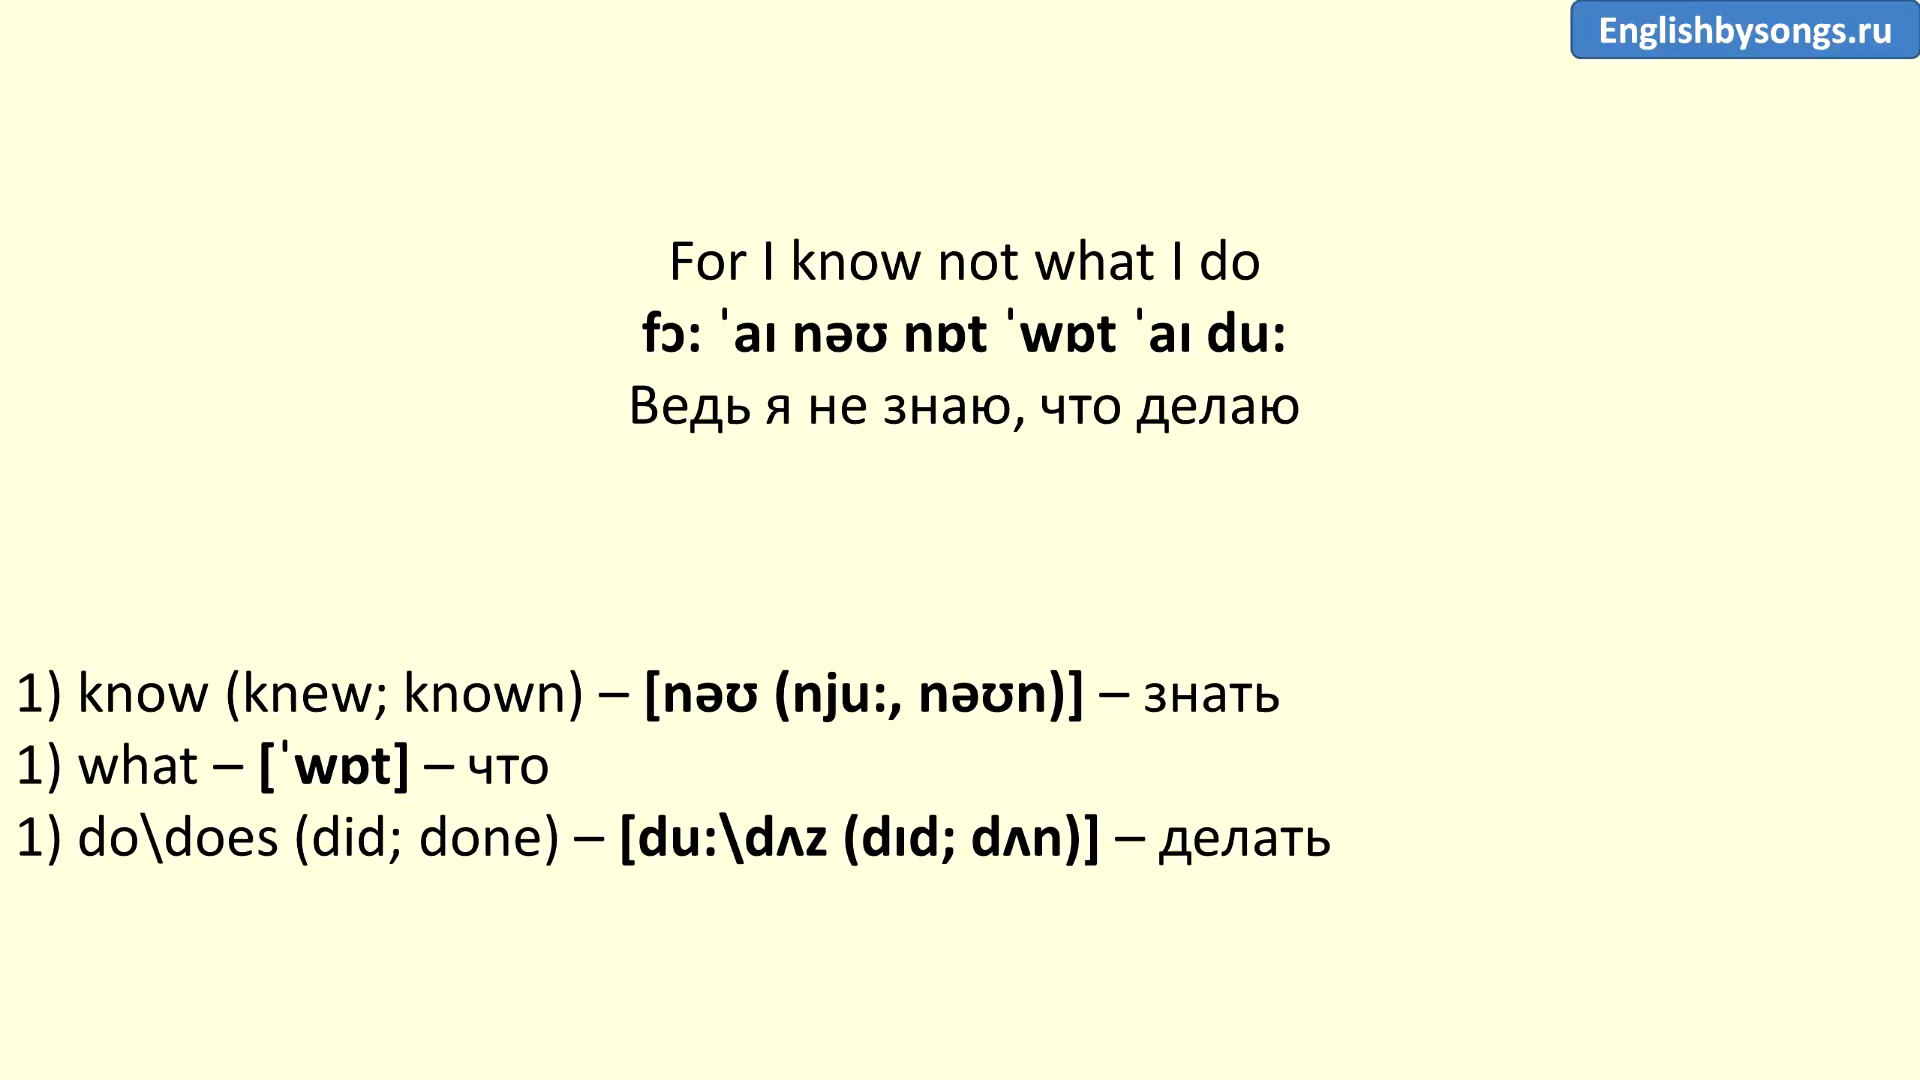 Englishbysongs.ru
For I know not what I do
fɔ: ˈaɪ nəʊ nɒt ˈwɒt ˈaɪ du:
Ведь я не знаю, что делаю
1) know (knew; known) – [nəʊ (nju:, nəʊn)] – знать
1) what – [ˈwɒt] – что
1) do\does (did; done) – [du:\dʌz (dɪd; dʌn)] – делать